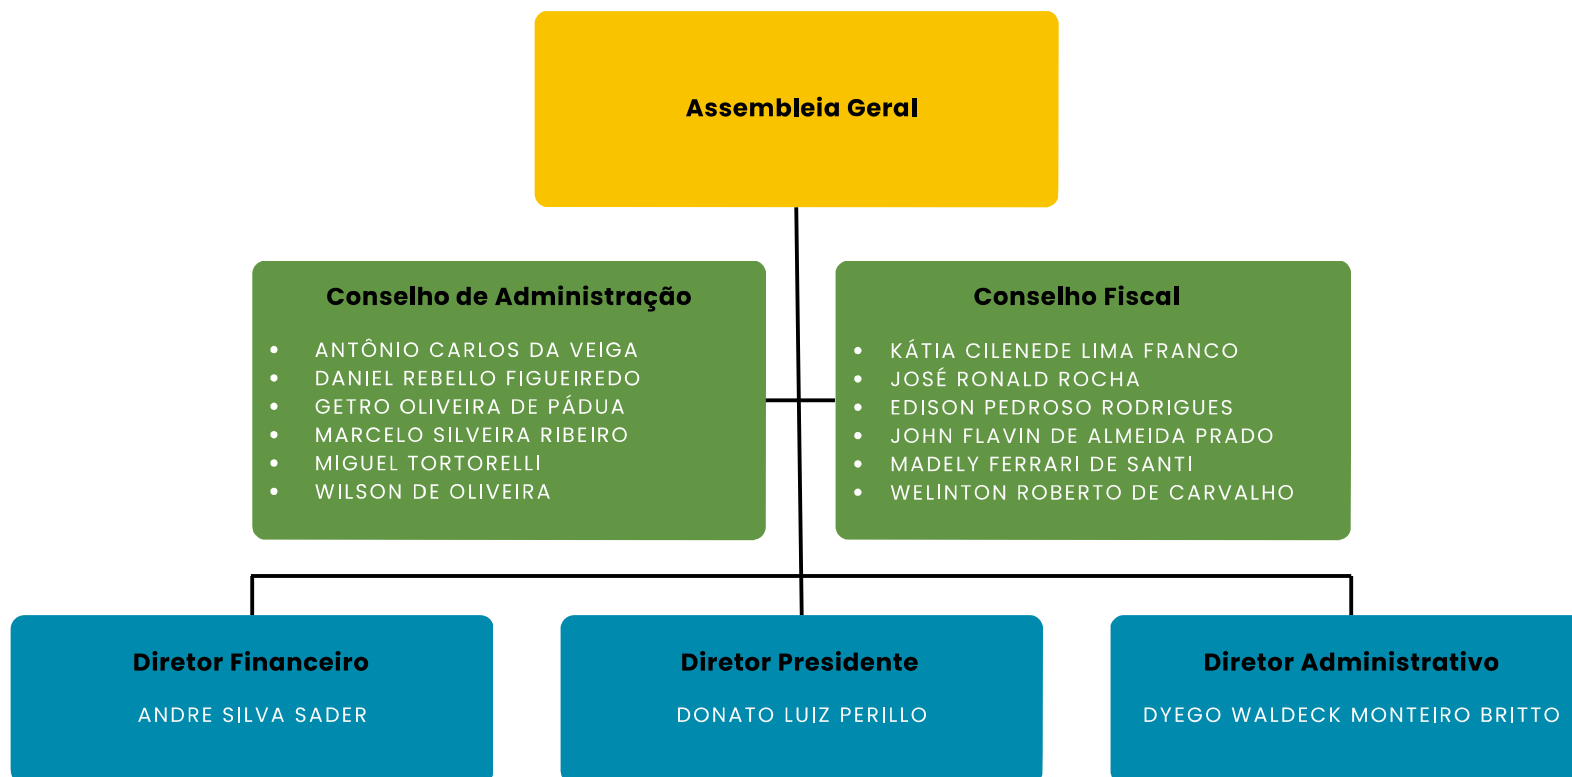 Assembleia Geral
Conselho de Administração
• ANTÔNIO CARLOS DA VEIGA
• DANIEL REBELLO FIGUEIREDO
• GETRO OLIVEIRA DE PÁDUA
• MARCELO SILVEIRA RIBEIRO
• MIGUEL TORTORELLI
• WILSON DE OLIVEIRA
Conselho Fiscal
• KÁTIA CILENEDE LIMA FRANCO
• JOSÉ RONALD ROCHA
• EDISON PEDROSO RODRIGUES
• JOHN FLAVIN DE ALMEIDA PRADO
• MADELY FERRARI DE SANTI
• WELINTON ROBERTO DE CARVALHO
Diretor Financeiro
ANDRE SILVA SADER
Diretor Presidente
DONATO LUIZ PERILLO
Diretor Administrativo
DYEGO WALDECK MONTEIRO BRITTO